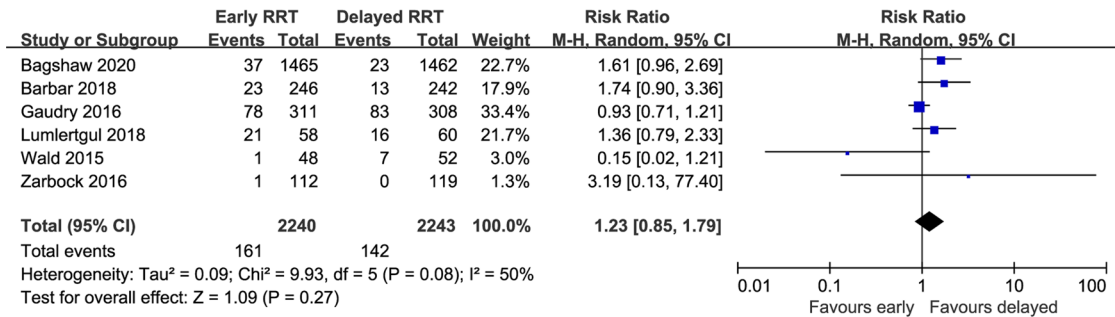 Early RRT Delayed RRT Risk Ratio Risk Ratio
Study or Subgroup Events Total Events Total Weight M-H, Random, 95% CI M-H, Random, 95% CI
Bagshaw 2020 37 1465 23 1462 22.7% 1.61 [0.96, 2.69]
Barbar 2018 23 246 13 242 17.9% 1.74 [0.90, 3.36]
Gaudry 2016 78 311 83 308 33.4% 0.93 [0.71, 1.21]
Lumlertgul 2018 21 58 16 60 21.7% 1.36 [0.79, 2.33]
Wald 2015 1 48 7 52 3.0% 0.15 [0.02, 1.21]
Zarbock 2016 1 112 0 119 1.3% 3.19 [0.13, 77.40]
Total (95% CI) 2240 2243 100.0% 1.23 [0.85, 1.79]
Total events 161 142
Heterogeneity: Tau² = 0.09; Chi² = 9.93, df = 5 (P = 0.08); I² = 50%
Test for overall effect: Z = 1.09 (P = 0.27)
0.01 0.1 1 10 100
Favours early Favours delayed